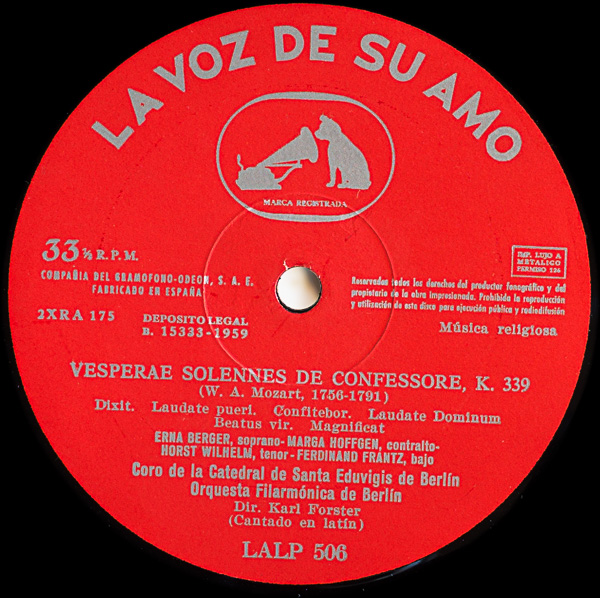 LA VOZ DE SU AMO
MARCA REGISTRADA
33⅓ R.P.M.
COMPAÑIA DEL GRAMOFONO-ODEON, S. A. E.
FABRICADO EN ESPAÑA
IMP. LUJO A
METALICO
PERMISO 236
Reservados todos los derechos del productor fonográfico y del
propietario de la obra impresionada. Prohibida la reproducción
y utilización de este disco para ejecución pública y radiodifusión
2XRA 175
DEPOSITO LEGAL
B. 15333-1959
Música religiosa
VESPERAE SOLENNES DE CONFESSORE, K. 339
(W. A. Mozart, 1756-1791)
Dixit. Laudate pueri. Confitebor. Laudate Dominum
Beatus vir. Magnificat
ERNA BERGER, soprano-MARGA HOFFGEN, contralto-
HORST WILHELM, tenor-FERDINAND FRANTZ, bajo
Coro de la Catedral de Santa Eduvigis de Berlín
Orquesta Filarmónica de Berlín
Dir. Karl Forster
(Cantado en latín)
LALP 506